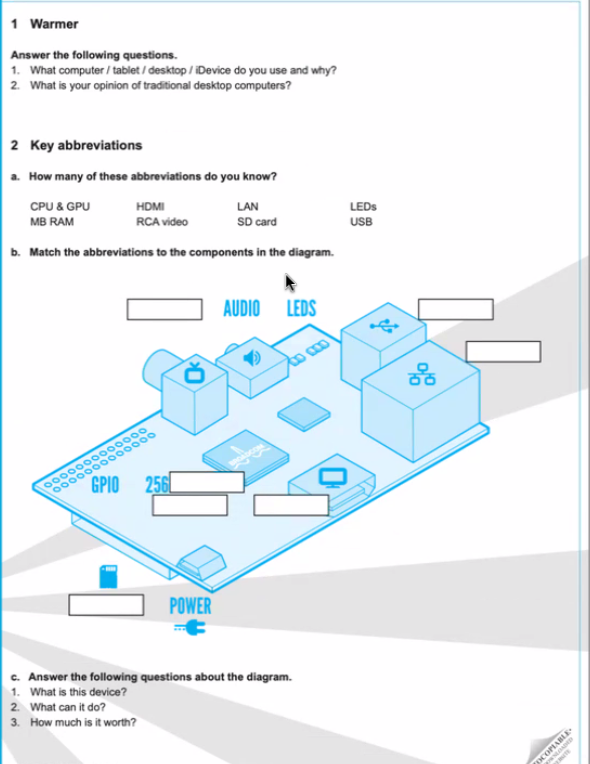 1 Warmer
Answer the following questions.
1. What computer / tablet / desktop / iDevice do you use and why?
2. What is your opinion of traditional desktop computers?
2 Key abbreviations
a. How many of these abbreviations do you know?
CPU & GPU HDMI LAN LEDs
MB RAM RCA video SD card USB
b. Match the abbreviations to the components in the diagram.
AUDIO LEDS
BROADCOM
GPIO 256
POWER
c. Answer the following questions about the diagram.
1. What is this device?
2. What can it do?
3. How much is it worth?